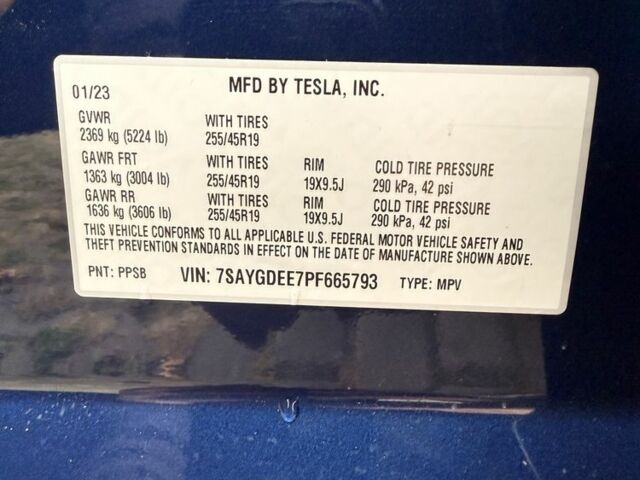 01/23 MFD BY TESLA, INC.
GVWR WITH TIRES
2369 kg (5224 lb) 255/45R19
GAWR FRT WITH TIRES RIM COLD TIRE PRESSURE
1363 kg (3004 lb) 255/45R19 19X9.5J 290 kPa, 42 psi
GAWR RR WITH TIRES RIM COLD TIRE PRESSURE
1636 kg (3606 lb) 255/45R19 19X9.5J 290 kPa, 42 psi
THIS VEHICLE CONFORMS TO ALL APPLICABLE U.S. FEDERAL MOTOR VEHICLE SAFETY AND
THEFT PREVENTION STANDARDS IN EFFECT ON THE DATE OF MANUFACTURE SHOWN ABOVE.
PNT: PPSB VIN: 7SAYGDEE7PF665793 TYPE: MPV